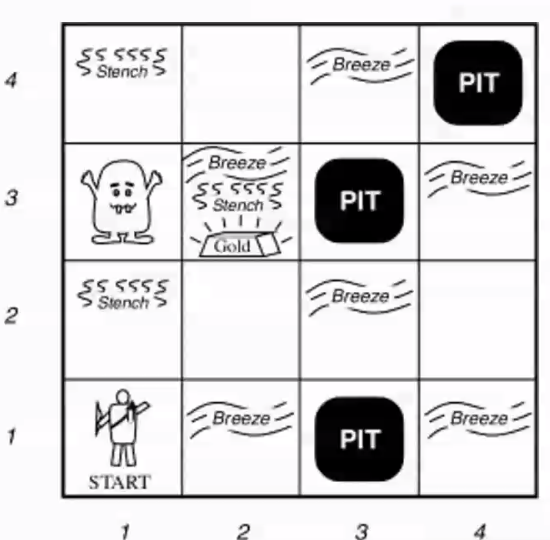 4
Stench
Breeze
PIT
3
Breeze
Stench
Gold
PIT
Breeze
2
Stench
Breeze
1
START
Breeze
PIT
Breeze
1 2 3 4